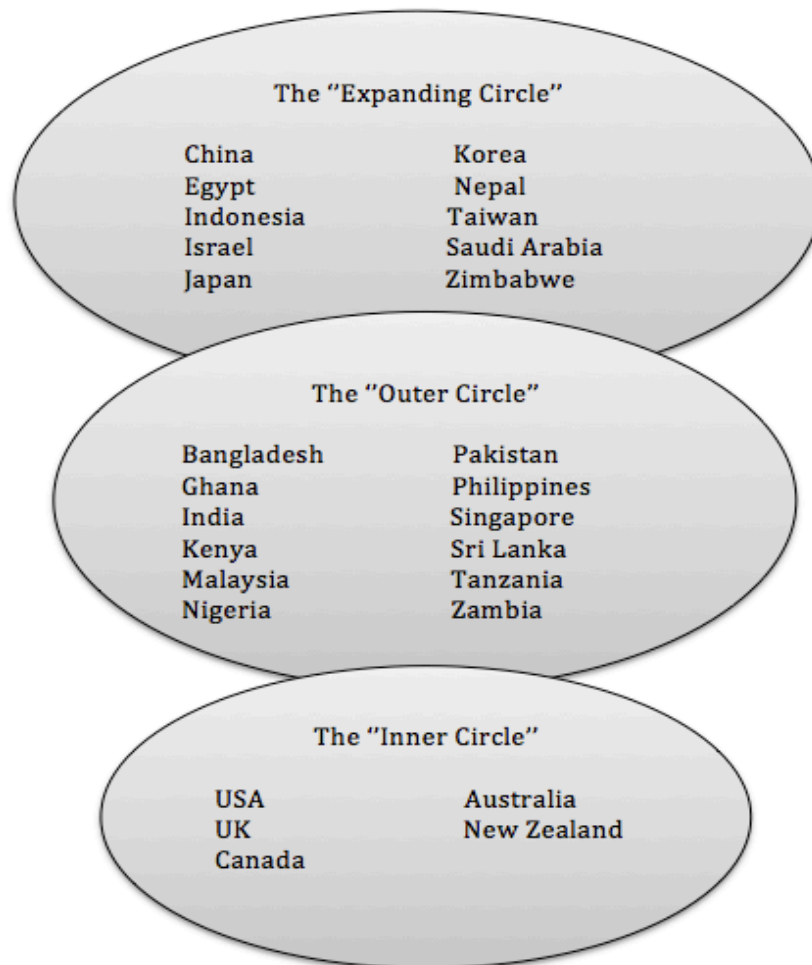 The ‘‘Expanding Circle’’
China Korea
Egypt Nepal
Indonesia Taiwan
Israel Saudi Arabia
Japan Zimbabwe
The ‘‘Outer Circle’’
Bangladesh Pakistan
Ghana Philippines
India Singapore
Kenya Sri Lanka
Malaysia Tanzania
Nigeria Zambia
The ‘‘Inner Circle’’
USA Australia
UK New Zealand
Canada